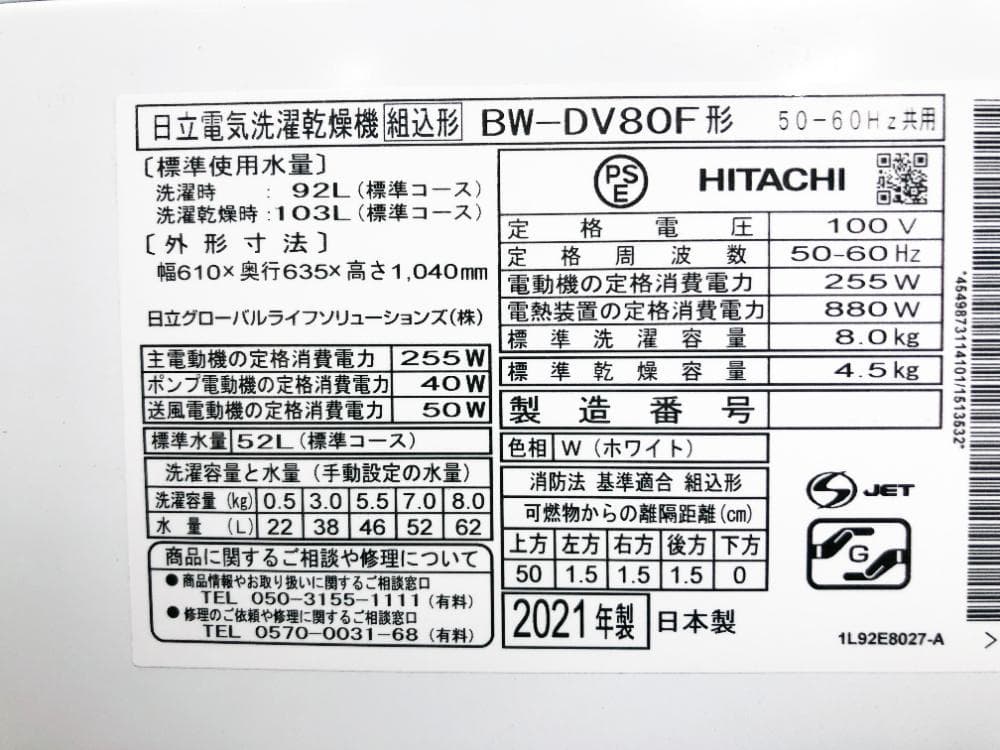 日立電気洗濯乾燥機 組込形 BW-DV80F形 50-60Hz共用
〔標準使用水量〕
洗濯時 : 92L(標準コース)
洗濯乾燥時:103L(標準コース)
〔外形寸法〕
幅610×奥行635×高さ1,040mm
日立グローバルライフソリューションズ(株)
主電動機の定格消費電力 255W
ポンプ電動機の定格消費電力 40W
送風電動機の定格消費電力 50W
標準水量 52L(標準コース)
洗濯容量と水量(手動設定の水量)
洗濯容量(kg) 0.5 3.0 5.5 7.0 8.0
水量(L) 22 38 46 52 62
商品に関するご相談や修理について
●商品情報やお取り扱いに関するご相談窓口
TEL 050-3155-1111(有料)
●修理のご依頼や修理に関するご相談窓口
TEL 0570-0031-68(有料)
PSE HITACHI
定格電圧 100V
定格周波数 50-60Hz
電動機の定格消費電力 255W
電熱装置の定格消費電力 880W
標準洗濯容量 8.0kg
標準乾燥容量 4.5kg
製造番号
色相 W(ホワイト)
消防法 基準適合 組込形
可燃物からの離隔距離(cm)
上方 左方 右方 後方 下方
50 1.5 1.5 1.5 0
2021年製 日本製
S JET
G
1L92E8027-A
*4549873114101/1513532*
>